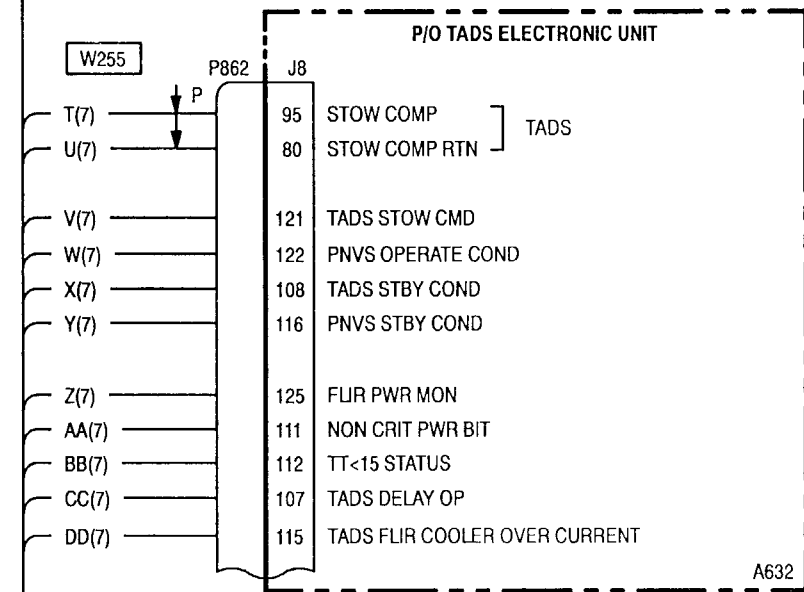 P/O TADS ELECTRONIC UNIT
W255
P862 J8
P
T(7) 95 STOW COMP
TADS
U(7) 80 STOW COMP RTN
V(7) 121 TADS STOW CMD
W(7) 122 PNVS OPERATE COND
X(7) 108 TADS STBY COND
Y(7) 116 PNVS STBY COND
Z(7) 125 FLIR PWR MON
AA(7) 111 NON CRIT PWR BIT
BB(7) 112 TT<15 STATUS
CC(7) 107 TADS DELAY OP
DD(7) 115 TADS FLIR COOLER OVER CURRENT
A632